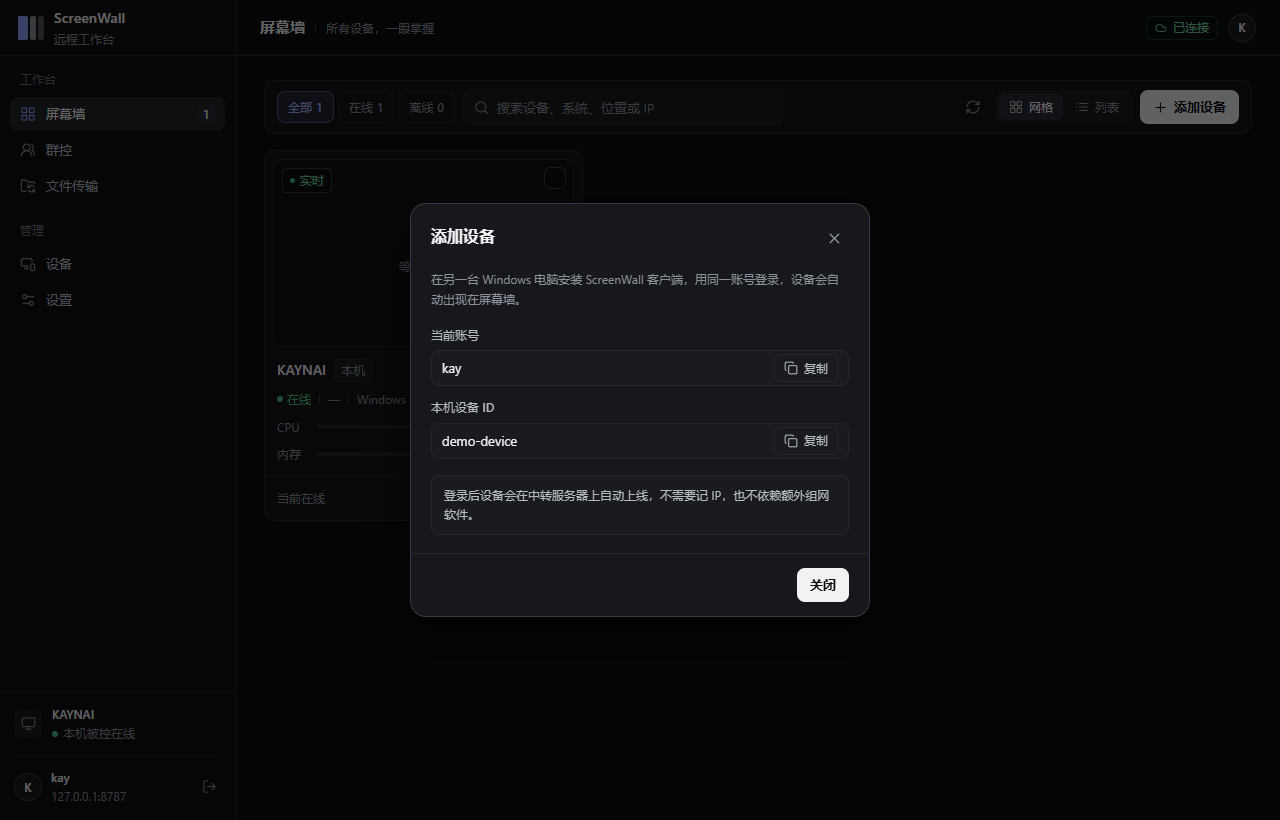 ScreenWall
远程工作台
屏幕墙
所有设备，一眼掌握
已连接
K
工作台
屏幕墙
1
群控
文件传输
管理
设备
设置
全部 1
在线 1
离线 0
搜索设备、系统、位置或 IP
网格
列表
添加设备
实时
等
KAYNAI
本机
在线
—
Windows
CPU
内存
当前在线
添加设备
在另一台 Windows 电脑安装 ScreenWall 客户端，用同一账号登录，设备会自
动出现在屏幕墙。
当前账号
kay
复制
本机设备 ID
demo-device
复制
登录后设备会在中转服务器上自动上线，不需要记 IP，也不依赖额外组网
软件。
关闭
KAYNAI
本机被控在线
K
kay
127.0.0.1:8787